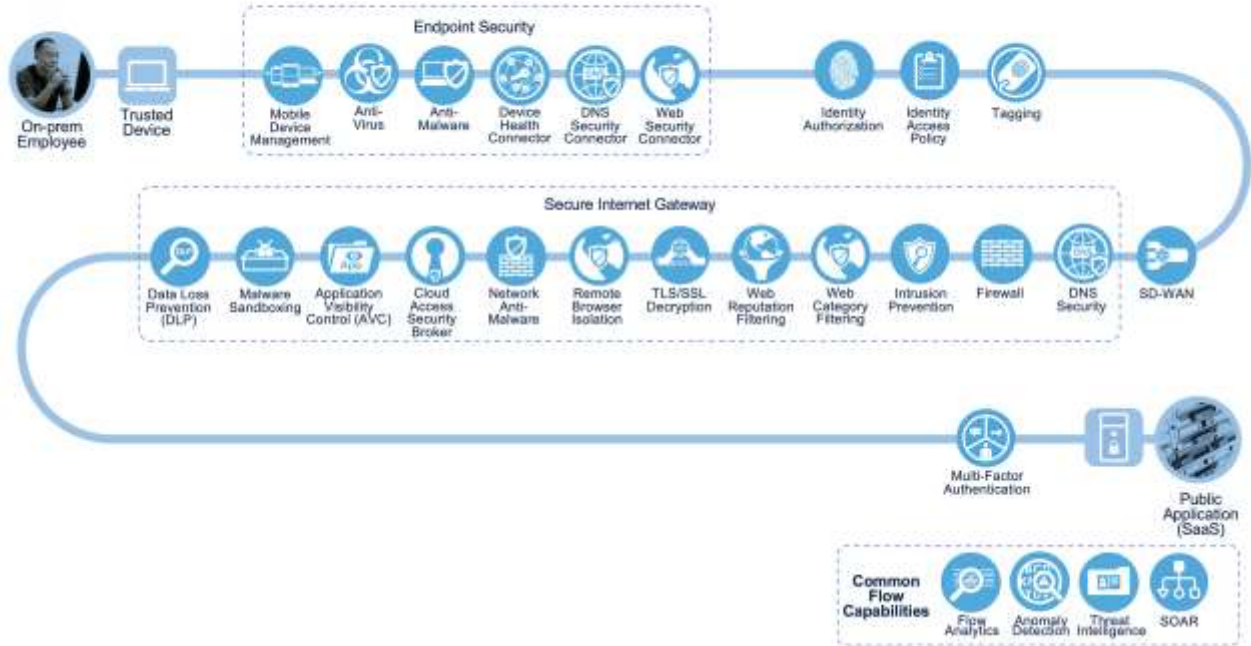 Endpoint Security
On-prem
Employee
Trusted
Device
Mobile
Device
Management
Anti-
Virus
Anti-
Malware
Device
Health
Connector
DNS
Security
Connector
Web
Security
Connector
Identity
Authorization
Identity
Access
Policy
Tagging
Secure Internet Gateway
Data Loss
Prevention
(DLP)
Malware
Sandboxing
App
Application
Visibility
Control (AVC)
Cloud
Access
Security
Broker
Network
Anti-
Malware
Remote
Browser
Isolation
TLS/SSL
Decryption
Web
Reputation
Filtering
Web
Category
Filtering
Intrusion
Prevention
Firewall
DNS
Security
SD-WAN
Multi-Factor
Authentication
Public
Application
(SaaS)
Common
Flow
Capabilities
Flow
Analytics
Anomaly
Detection
Threat
Intelligence
SOAR